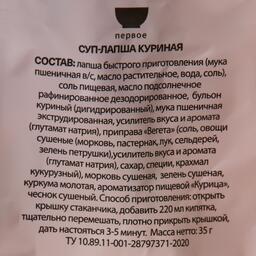 первое
СУП-ЛАПША КУРИНАЯ
СОСТАВ: лапша быстрого приготовления (мука
пшеничная в/с, масло растительное, вода, соль),
соль пищевая, масло подсолнечное
рафинированное дезодорированное, бульон
куриный (дигидрированный), мука пшеничная
экструдированная, усилитель вкуса и аромата
(глутамат натрия), приправа «Вегета» (соль, овощи
сушеные (морковь, пастернак, лук, сельдерей,
зелень петрушки),усилитель вкуса и аромата
(глутамат натрия), сахар, специи, крахмал
кукурузный), морковь сушеная, зелень сушеная,
куркума молотая, ароматизатор пищевой «Курица»,
чеснок сушеный. Способ приготовления: открыть
крышку стаканчика, добавить 220 мл кипятка,
тщательно перемешать, плотно прикрыть крышкой,
дать настояться 3-5 минут. Масса нетто: 35 г
ТУ 10.89.11-001-28797371-2020